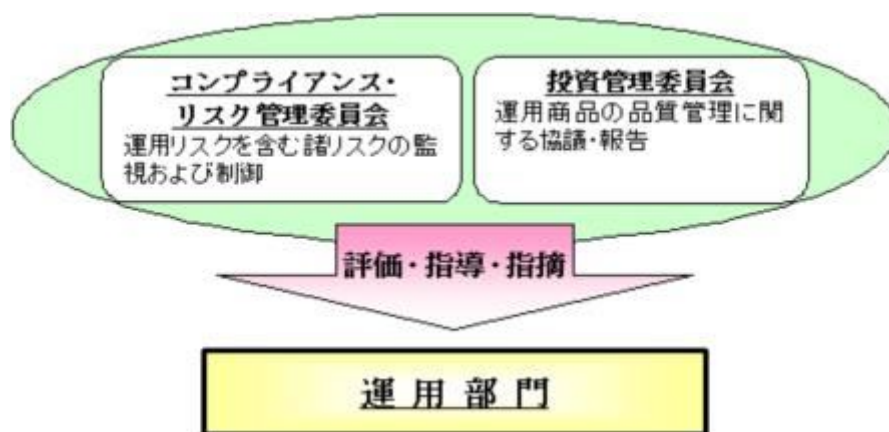 コンプライアンス・
リスク管理委員会
運用リスクを含む諸リスクの監
視および制御
投資管理委員会
運用商品の品質管理に関
する協議・報告
評価・指導・指摘
運用部門